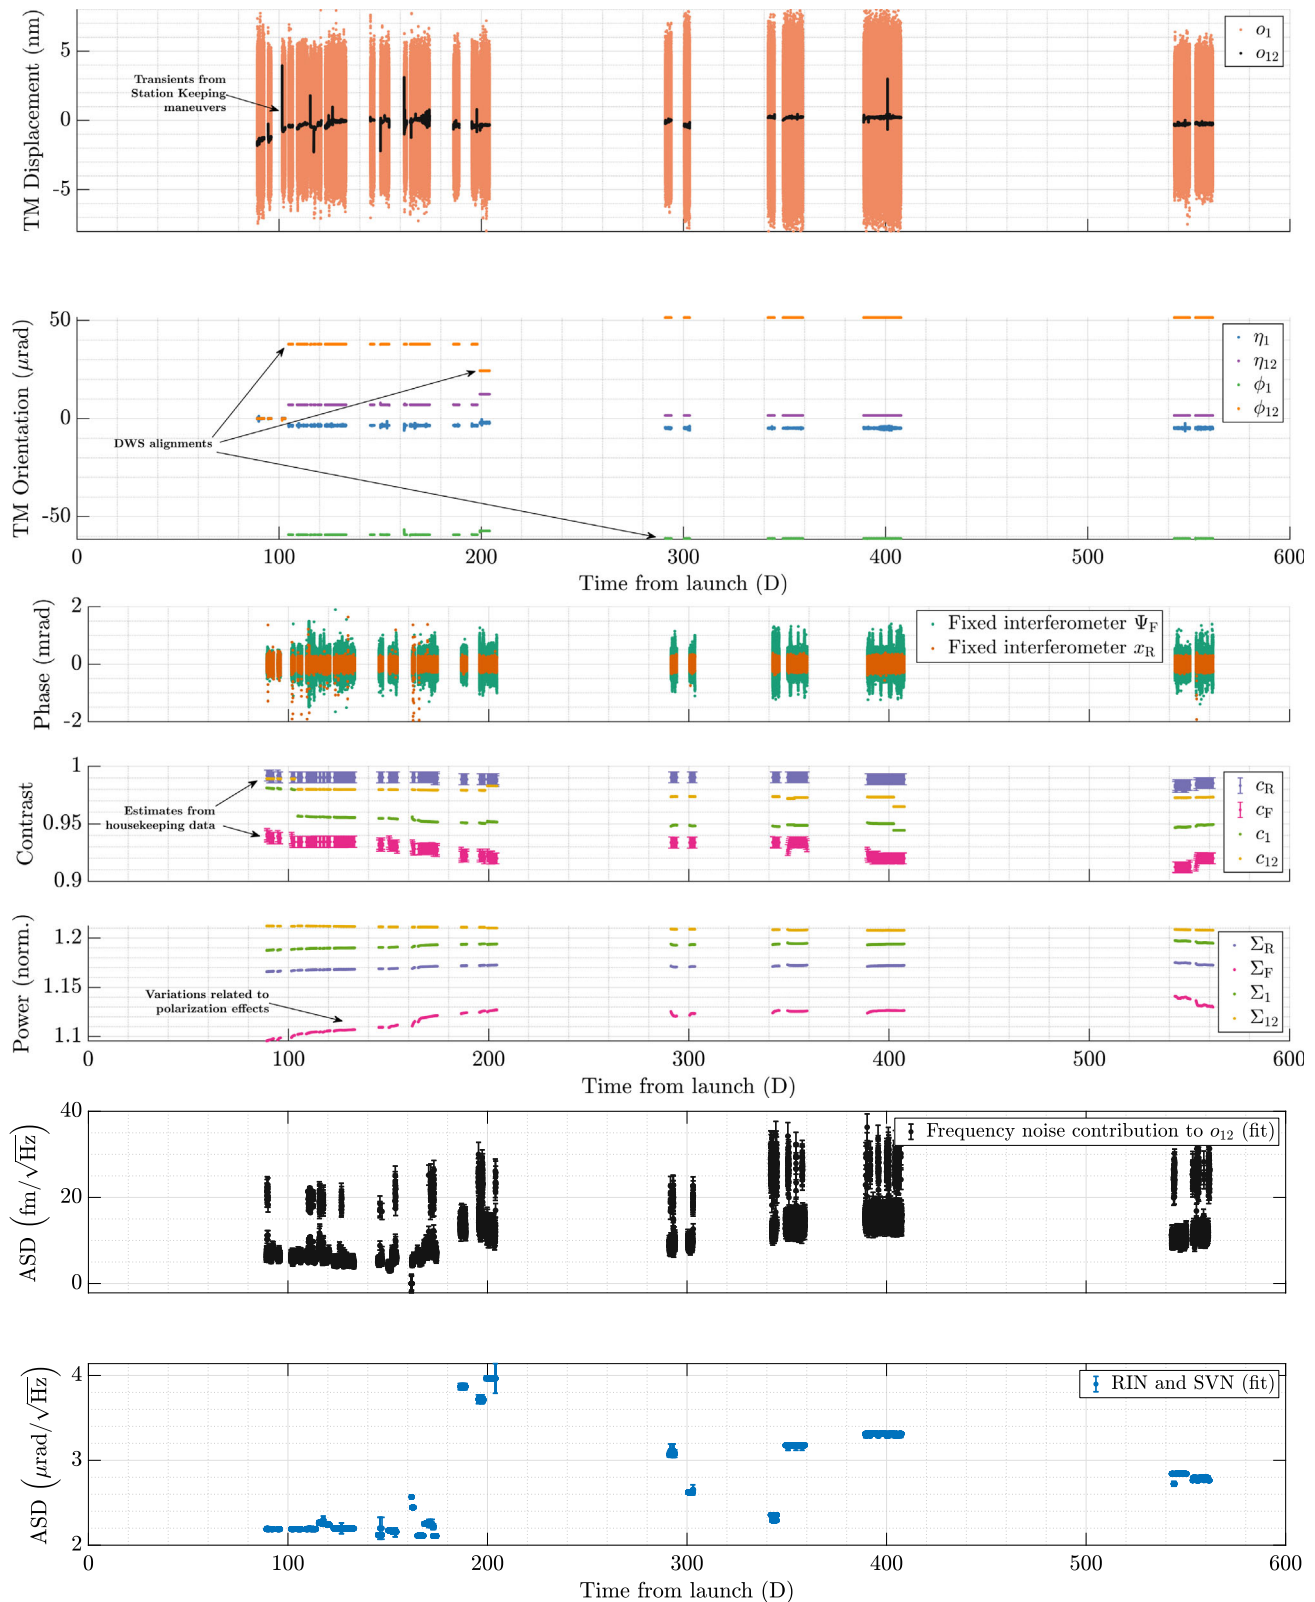 TM Displacement (nm)
5
0
-5
Transients from
Station Keeping
maneuvers
o1
o12
TM Orientation (μrad)
50
0
-50
DWS alignments
η1
η12
ϕ1
ϕ12
0 100 200 300 400 500 600
Time from launch (D)
Phase (mrad)
2
0
-2
Fixed interferometer ΨF
Fixed interferometer xR
Contrast
1
0.95
0.9
Estimates from
housekeeping data
cR
cF
c1
c12
Power (norm.)
1.2
1.15
1.1
Variations related to
polarization effects
ΣR
ΣF
Σ1
Σ12
0 100 200 300 400 500 600
Time from launch (D)
ASD (fm/√Hz)
40
20
0
Frequency noise contribution to o12 (fit)
ASD (μrad/√Hz)
4
3
2
RIN and SVN (fit)
0 100 200 300 400 500 600
Time from launch (D)